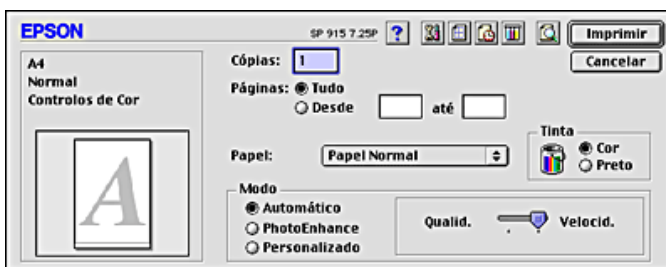 EPSON
SP 915 7.25P
?
Imprimir
A4
Normal
Controlos de Cor
A
Cópias: 1
Cancelar
Páginas: Tudo
Desde até
Papel: Papel Normal
Tinta
Cor
Preto
Modo
Automático
PhotoEnhance
Personalizado
Qualid. Velocid.